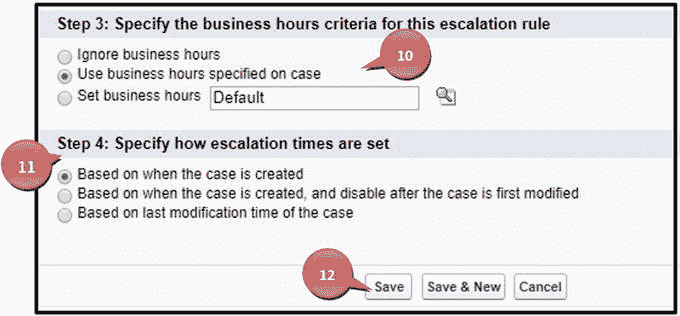 Step 3: Specify the business hours criteria for this escalation rule
Ignore business hours
10
Use business hours specified on case
Set business hours Default
Step 4: Specify how escalation times are set
11
Based on when the case is created
Based on when the case is created, and disable after the case is first modified
Based on last modification time of the case
12
Save Save & New Cancel